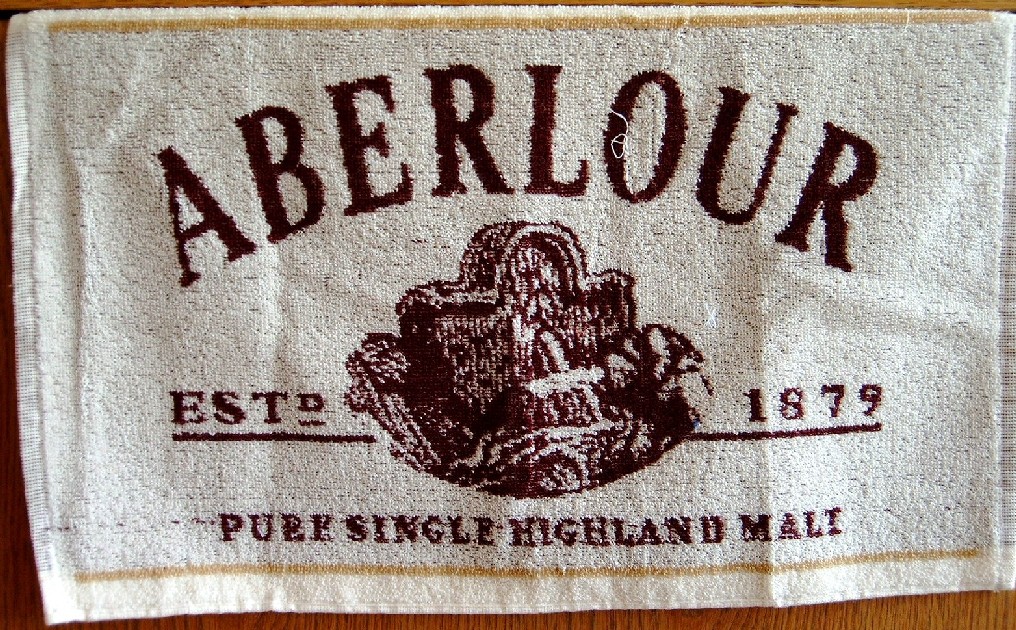 ABERLOUR
ESTD 1879
PURE SINGLE HIGHLAND MALT